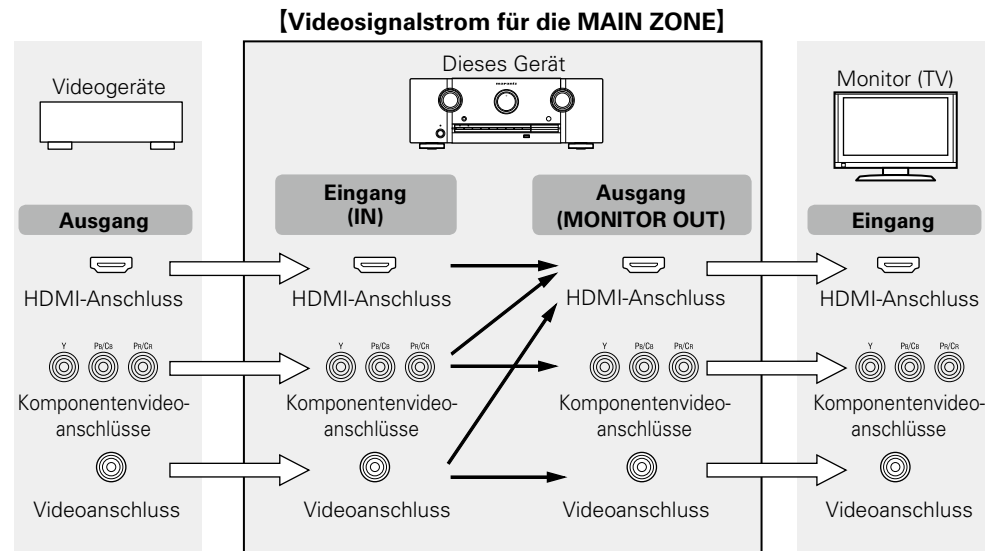 【Videosignalstrom für die MAIN ZONE】
Videogeräte
Dieses Gerät
Monitor (TV)
marantz
Ausgang
Eingang
(IN)
Ausgang
(MONITOR OUT)
Eingang
HDMI-Anschluss
HDMI-Anschluss
HDMI-Anschluss
HDMI-Anschluss
Y PB/CB PR/CR
Y PB/CB PR/CR
Y PB/CB PR/CR
Y PB/CB PR/CR
Komponentenvideo-
anschlüsse
Komponentenvideo-
anschlüsse
Komponentenvideo-
anschlüsse
Komponentenvideo-
anschlüsse
Videoanschluss
Videoanschluss
Videoanschluss
Videoanschluss